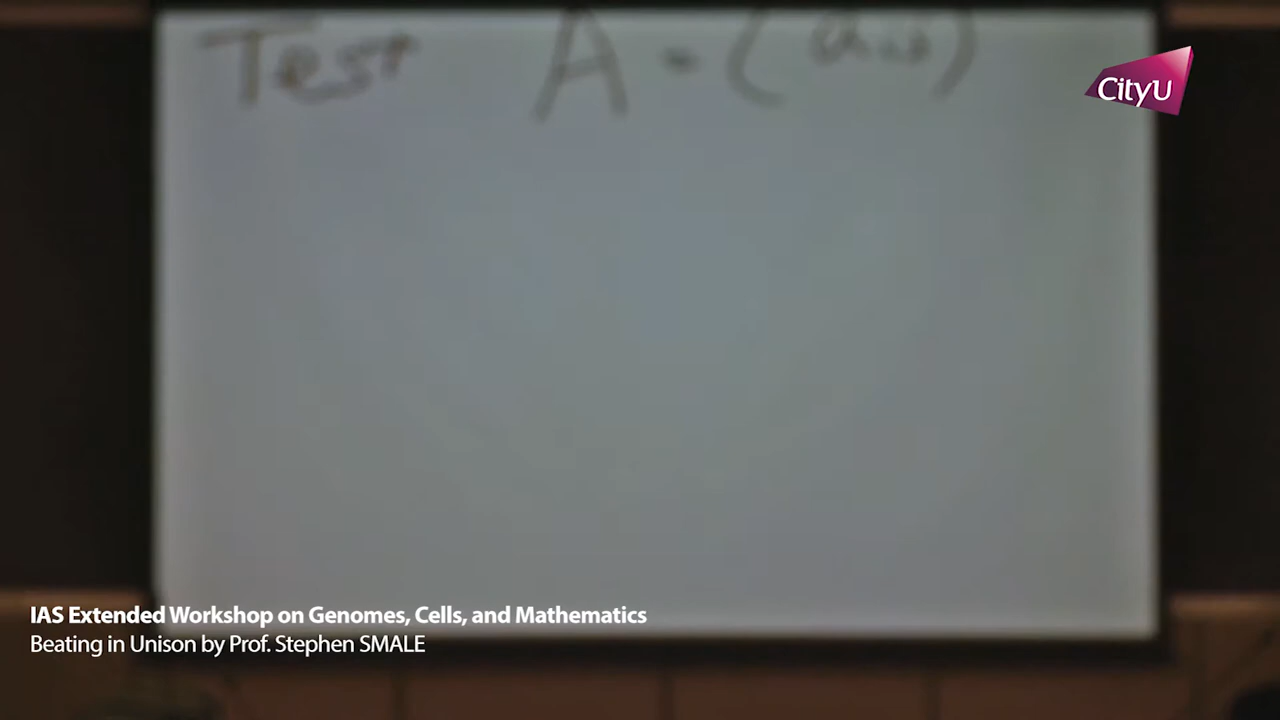 Test A = (
CityU
IAS Extended Workshop on Genomes, Cells, and Mathematics
Beating in Unison by Prof. Stephen SMALE